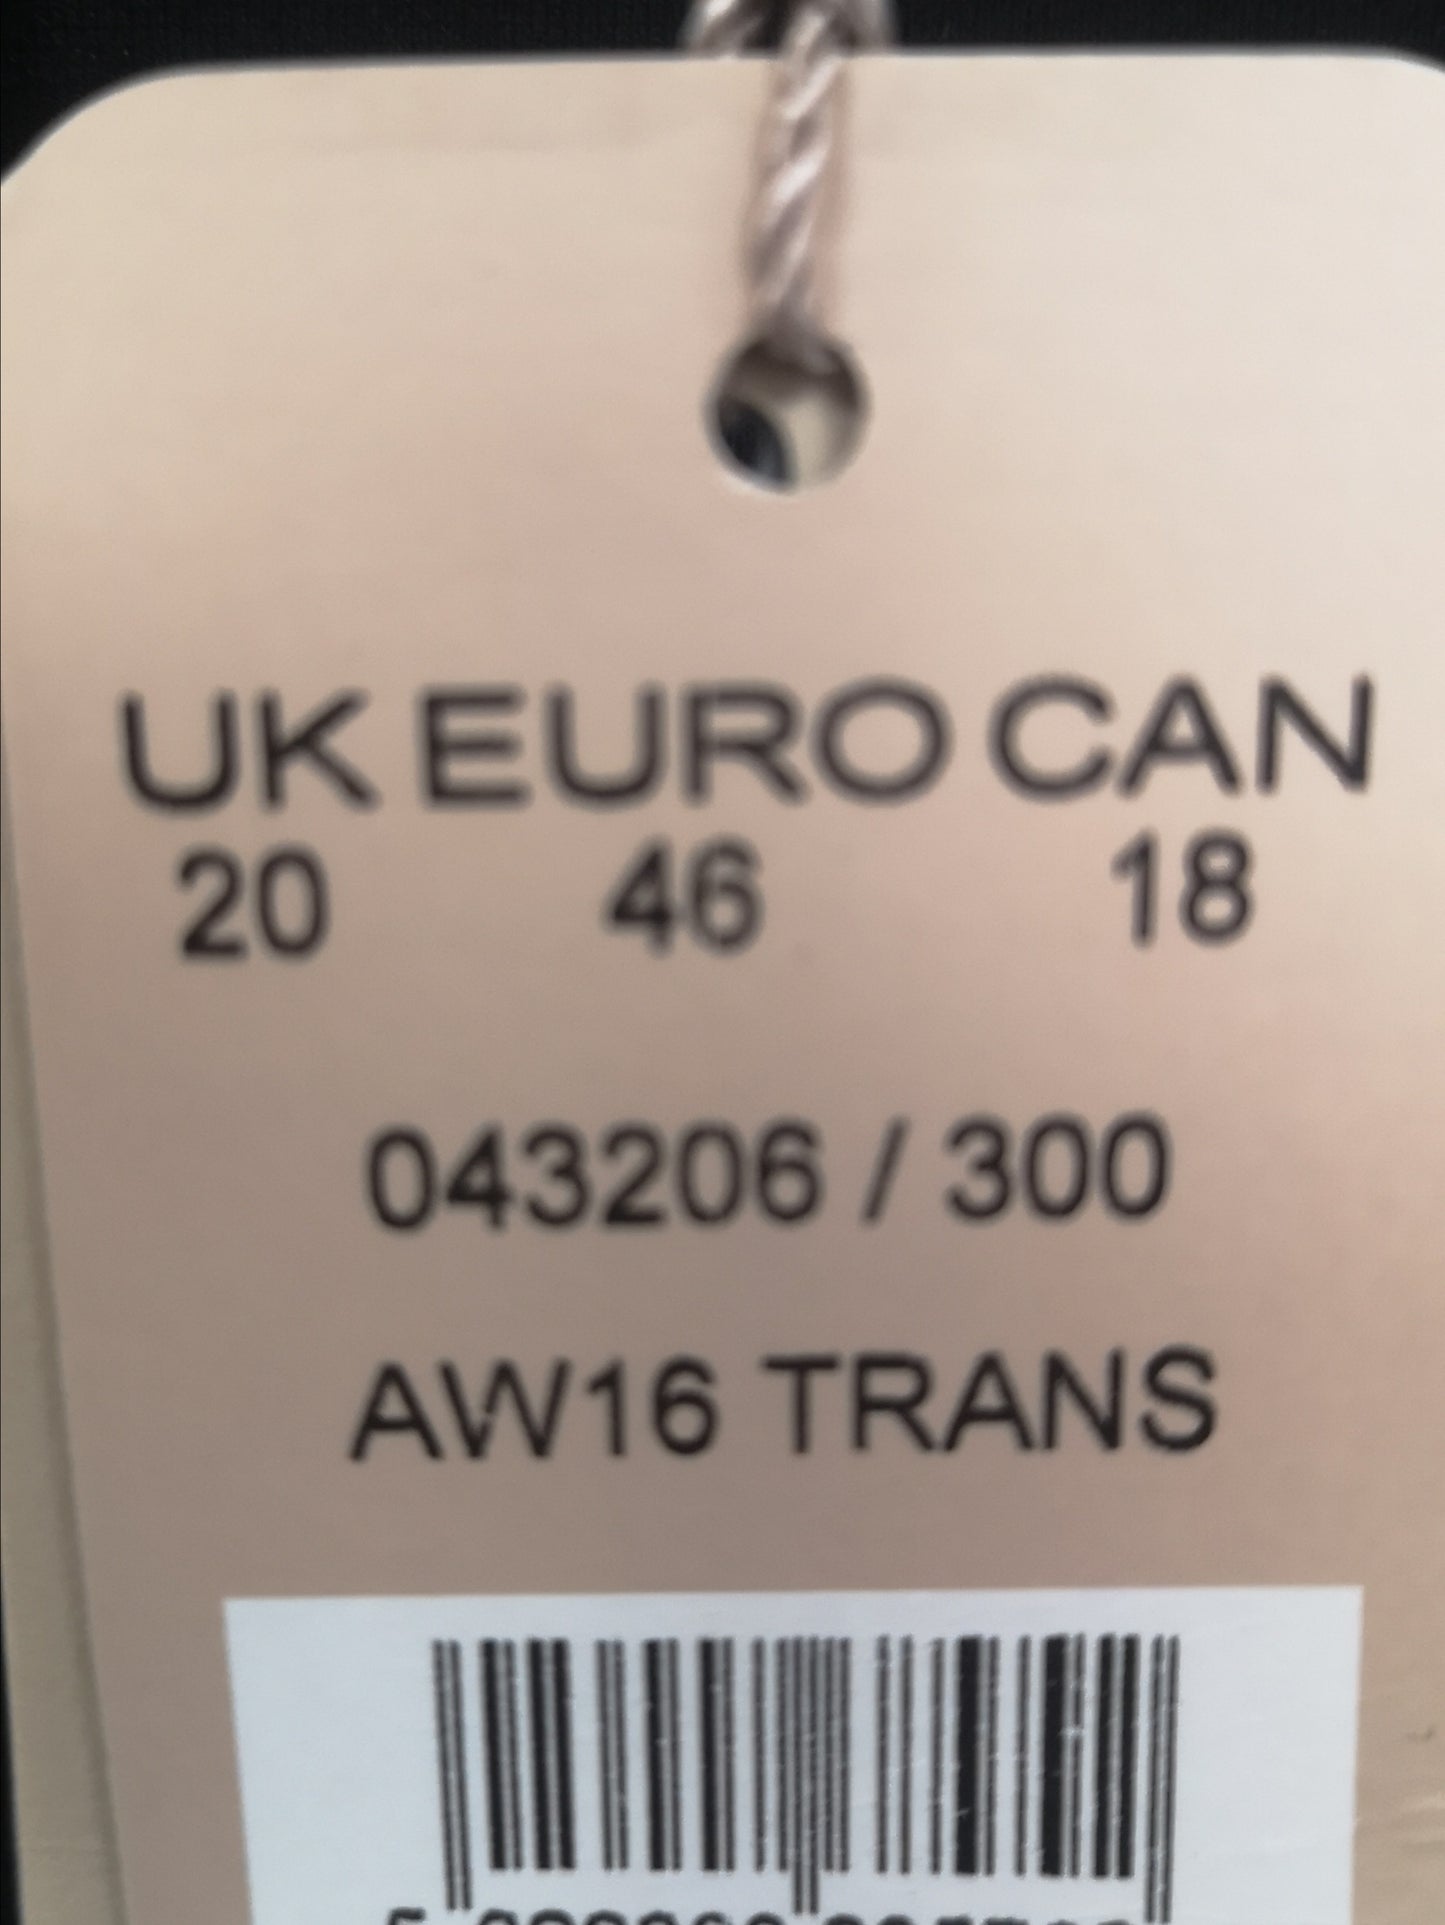 UK EURO CAN
20 46 18
043206 / 300
AW16 TRANS